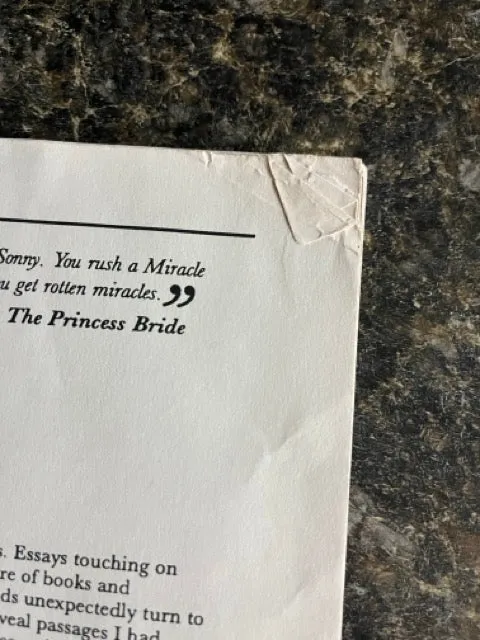 Sonny. You rush a Miracle
u get rotten miracles.”
The Princess Bride
s. Essays touching on
re of books and
ds unexpectedly turn to
veal passages I had